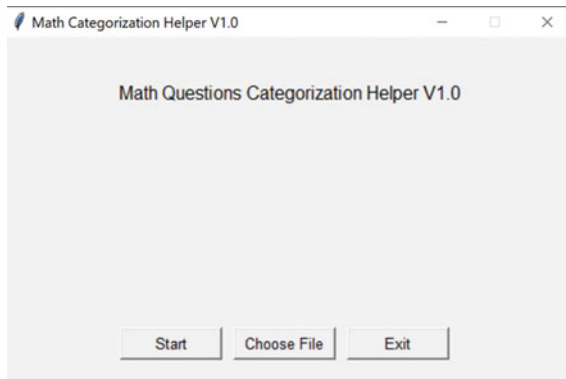 Math Categorization Helper V1.0
Math Questions Categorization Helper V1.0
Start Choose File Exit